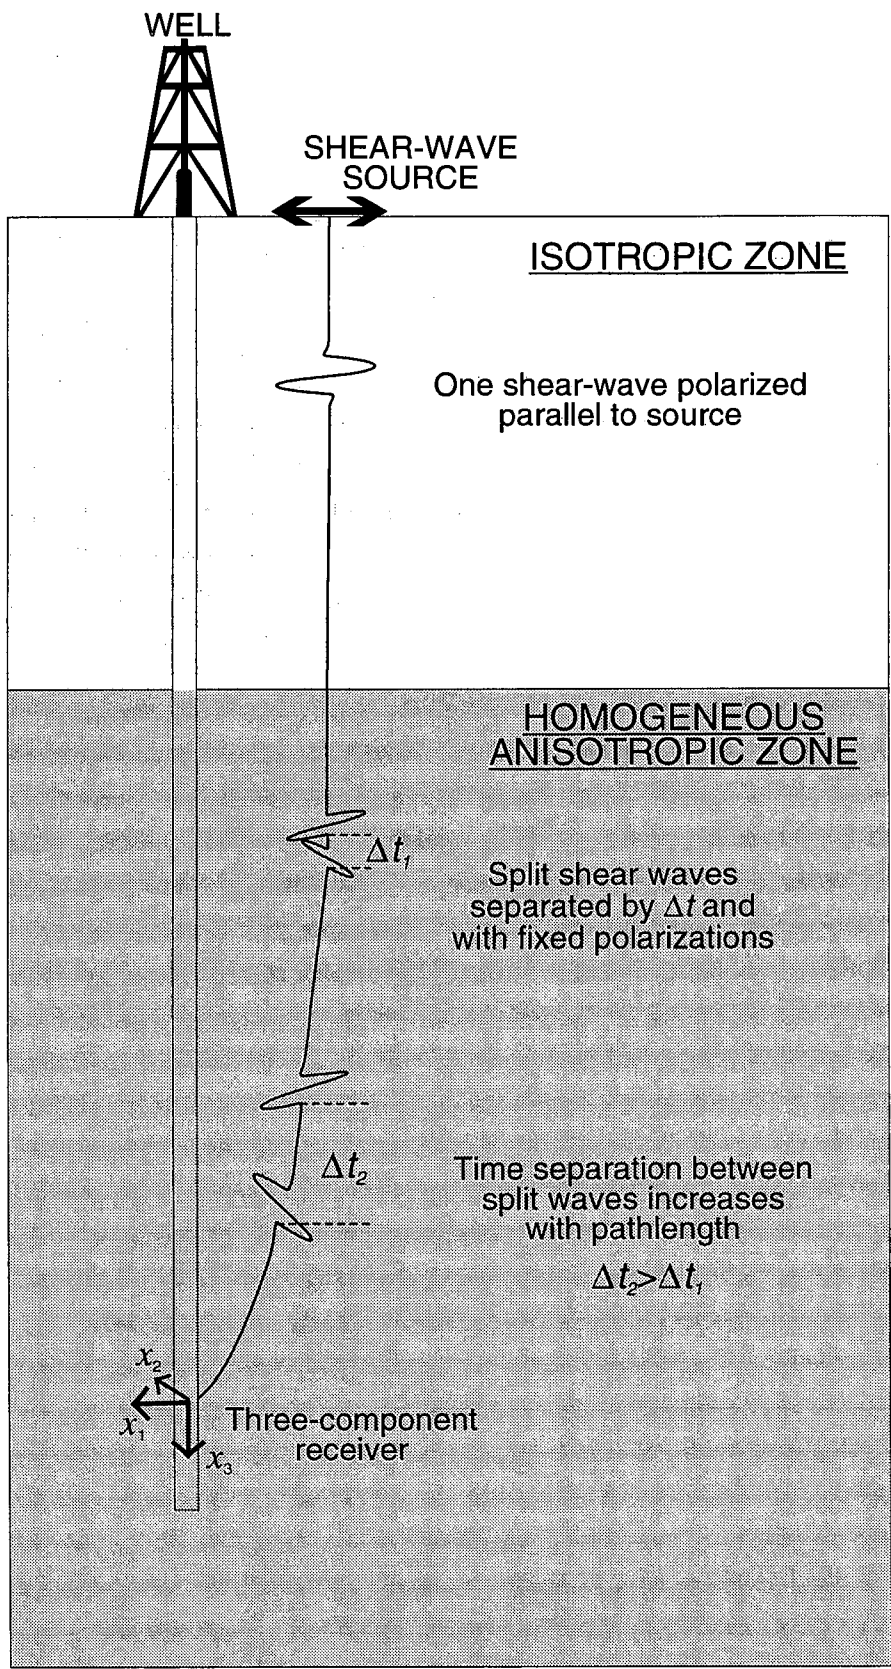 WELL
SHEAR-WAVE
SOURCE
ISOTROPIC ZONE
One shear-wave polarized
parallel to source
HOMOGENEOUS
ANISOTROPIC ZONE
Δt₁
Split shear waves
separated by Δt and
with fixed polarizations
Δt₂
Time separation between
split waves increases
with pathlength
Δt₂>Δt₁
x₂
x₁
x₃
Three-component
receiver